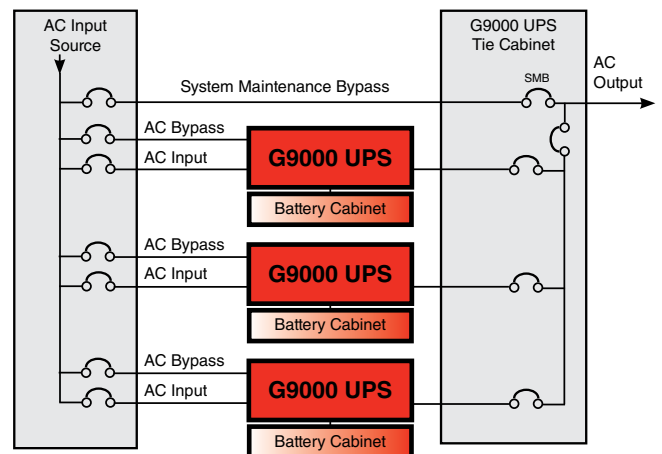 AC Input
Source
G9000 UPS
Tie Cabinet
AC
Output
System Maintenance Bypass
SMB
AC Bypass
AC Input
G9000 UPS
Battery Cabinet
AC Bypass
AC Input
G9000 UPS
Battery Cabinet
AC Bypass
AC Input
G9000 UPS
Battery Cabinet